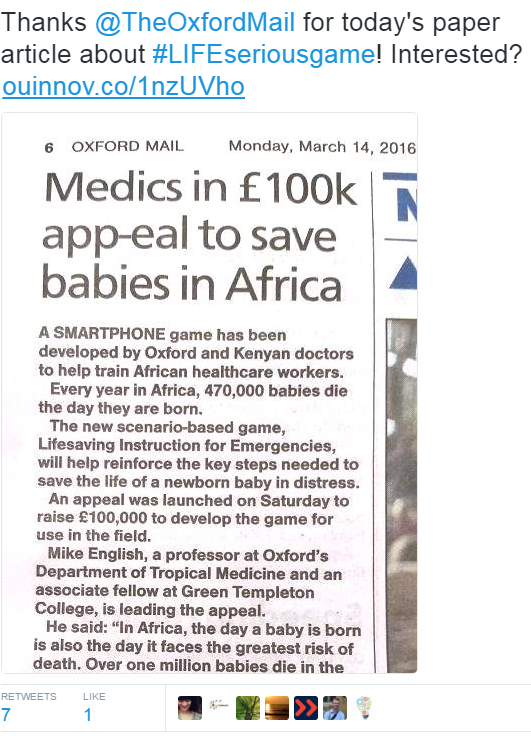 Thanks @TheOxfordMail for today's paper
article about #LIFEseriousgame! Interested?
ouinnov.co/1nzUVho
6 OXFORD MAIL Monday, March 14, 2016
Medics in £100k
app-eal to save
babies in Africa
A SMARTPHONE game has been
developed by Oxford and Kenyan doctors
to help train African healthcare workers.
Every year in Africa, 470,000 babies die
the day they are born.
The new scenario-based game,
Lifesaving Instruction for Emergencies,
will help reinforce the key steps needed to
save the life of a newborn baby in distress.
An appeal was launched on Saturday to
raise £100,000 to develop the game for
use in the field.
Mike English, a professor at Oxford's
Department of Tropical Medicine and an
associate fellow at Green Templeton
College, is leading the appeal.
He said: “In Africa, the day a baby is born
is also the day it faces the greatest risk of
death. Over one million babies die in the
N
RETWEETS LIKE
7 1